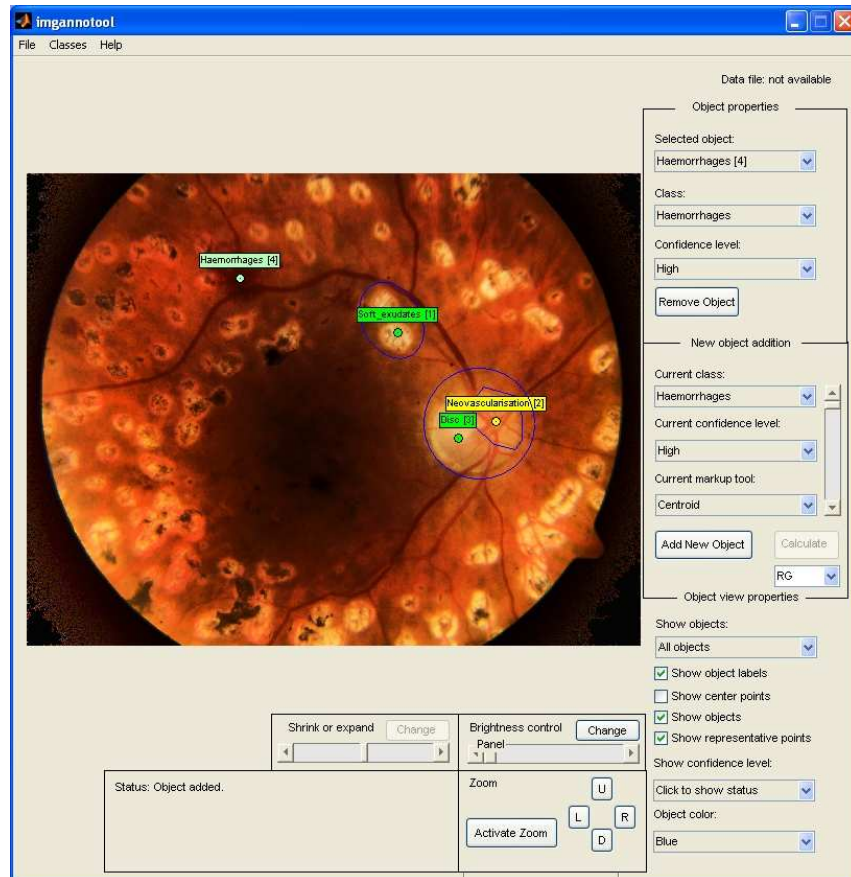 imgannotool
File Classes Help
Data file: not available
Object properties
Selected object:
Haemorrhages [4]
Class:
Haemorrhages
Confidence level:
High
Remove Object
New object addition
Current class:
Haemorrhages
Current confidence level:
High
Current markup tool:
Centroid
Add New Object Calculate
RG
Object view properties
Show objects:
All objects
Show object labels
Show center points
Show objects
Show representative points
Show confidence level:
Click to show status
Object color:
Blue
Haemorrhages [4]
Soft_exudates [1]
Neovascularisation [2]
Disc [3]
Shrink or expand Change
Brightness control Change
Panel
Status: Object added.
Zoom
U
L R
D
Activate Zoom